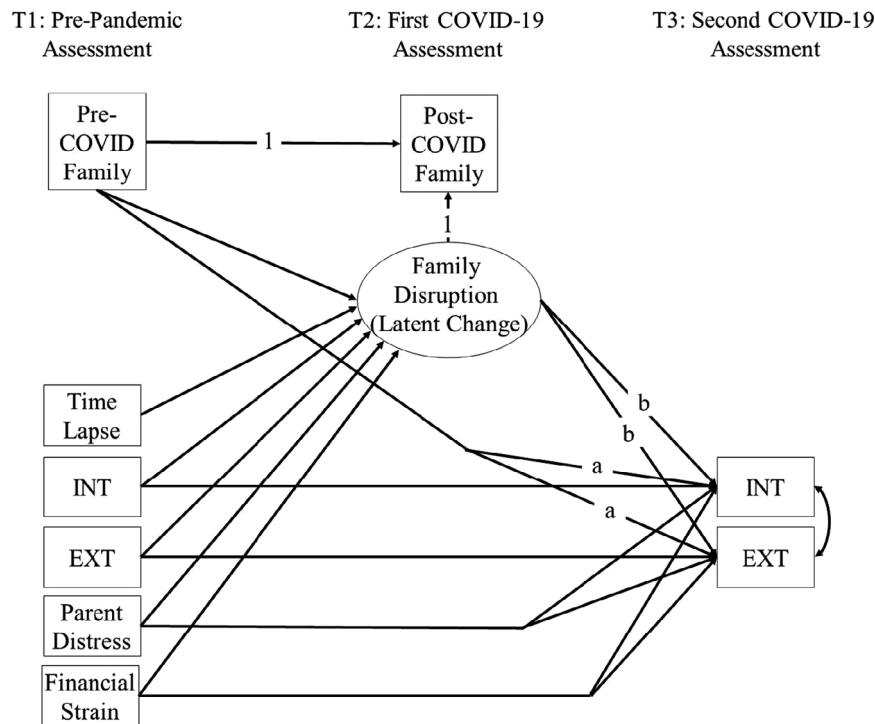 T1: Pre-Pandemic
Assessment
T2: First COVID-19
Assessment
T3: Second COVID-19
Assessment
Pre-
COVID
Family
1
Post-
COVID
Family
1
Family
Disruption
(Latent Change)
Time
Lapse
b
b
INT
a
INT
a
EXT
EXT
Parent
Distress
Financial
Strain